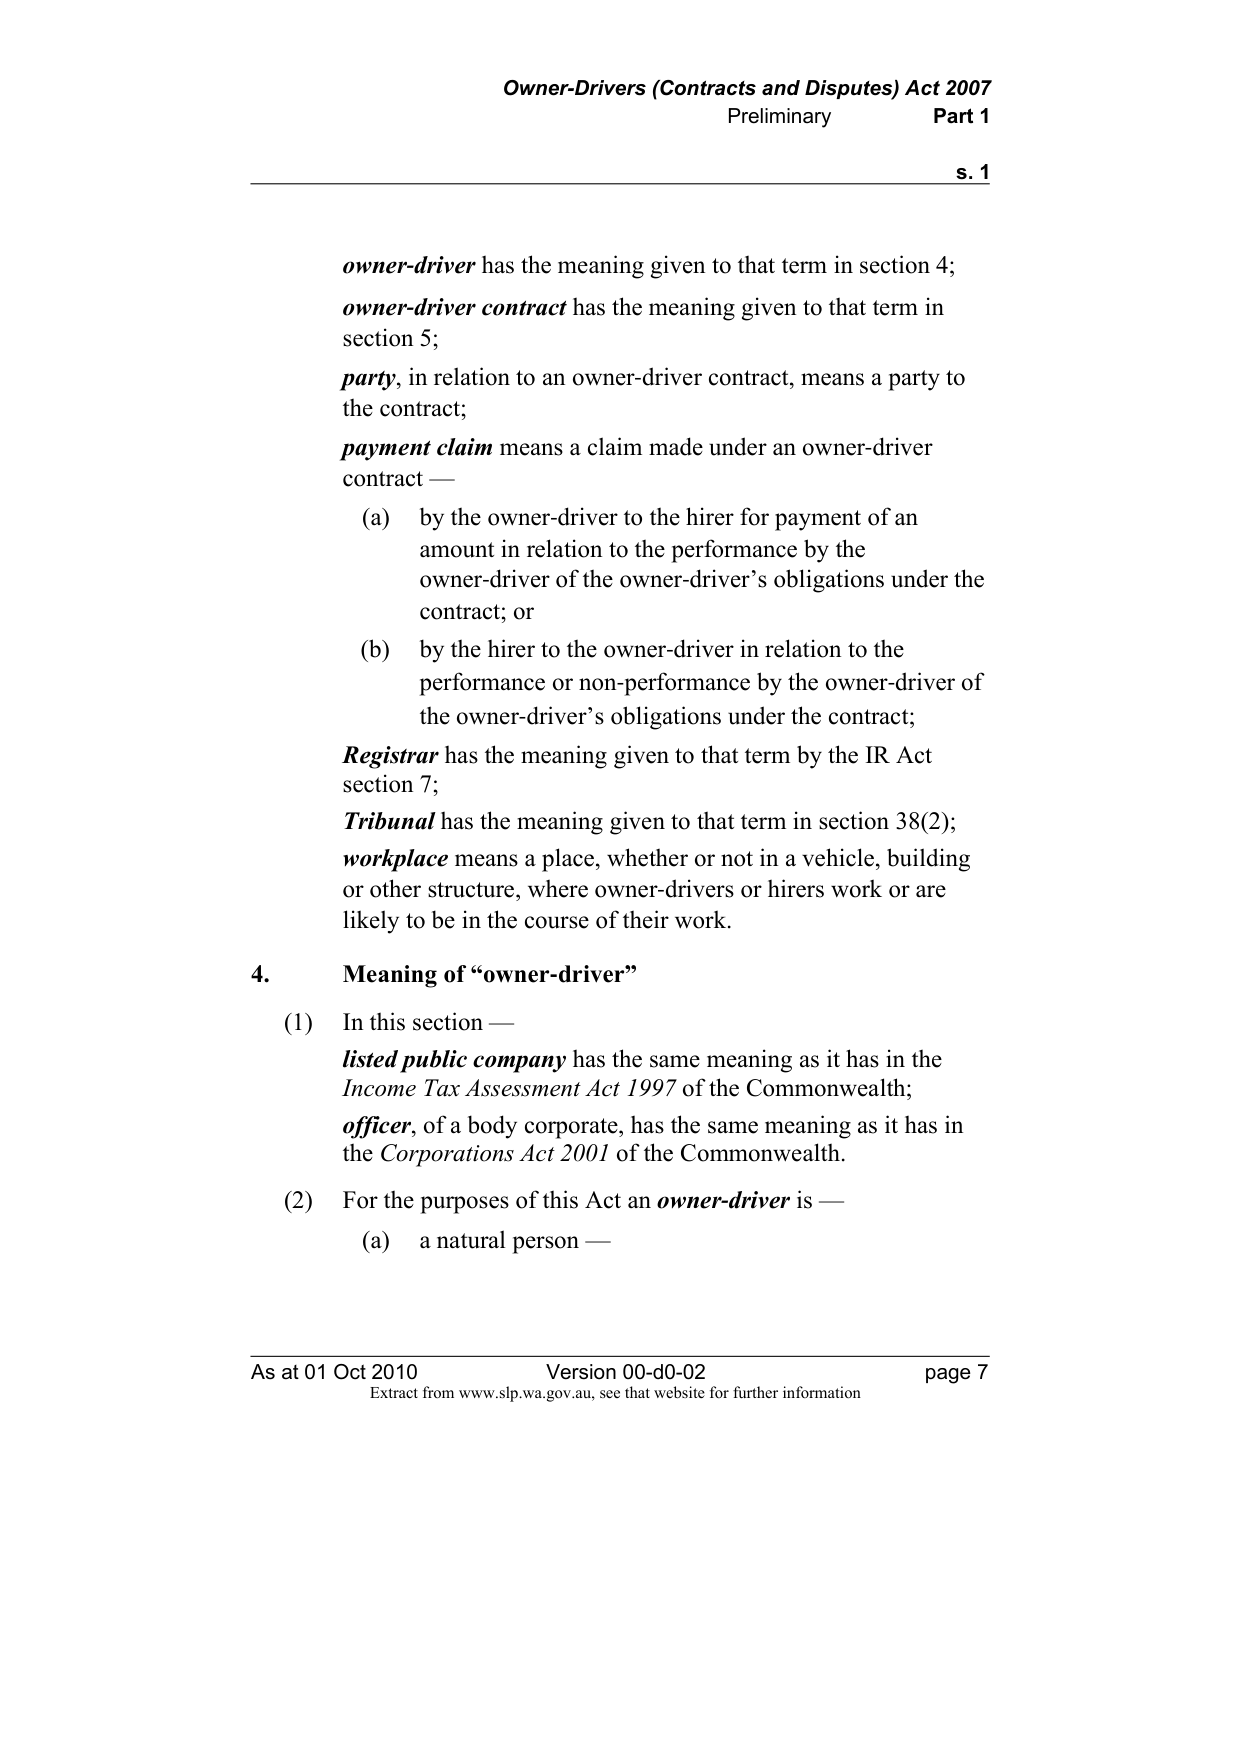 Owner-Drivers (Contracts and Disputes) Act 2007
Preliminary Part 1
s. 1
owner-driver has the meaning given to that term in section 4;
owner-driver contract has the meaning given to that term in
section 5;
party, in relation to an owner-driver contract, means a party to
the contract;
payment claim means a claim made under an owner-driver
contract —
(a) by the owner-driver to the hirer for payment of an
amount in relation to the performance by the
owner-driver of the owner-driver’s obligations under the
contract; or
(b) by the hirer to the owner-driver in relation to the
performance or non-performance by the owner-driver of
the owner-driver’s obligations under the contract;
Registrar has the meaning given to that term by the IR Act
section 7;
Tribunal has the meaning given to that term in section 38(2);
workplace means a place, whether or not in a vehicle, building
or other structure, where owner-drivers or hirers work or are
likely to be in the course of their work.
4. Meaning of “owner-driver”
(1) In this section —
listed public company has the same meaning as it has in the
Income Tax Assessment Act 1997 of the Commonwealth;
officer, of a body corporate, has the same meaning as it has in
the Corporations Act 2001 of the Commonwealth.
(2) For the purposes of this Act an owner-driver is —
(a) a natural person —
As at 01 Oct 2010 Version 00-d0-02 page 7
Extract from www.slp.wa.gov.au, see that website for further information